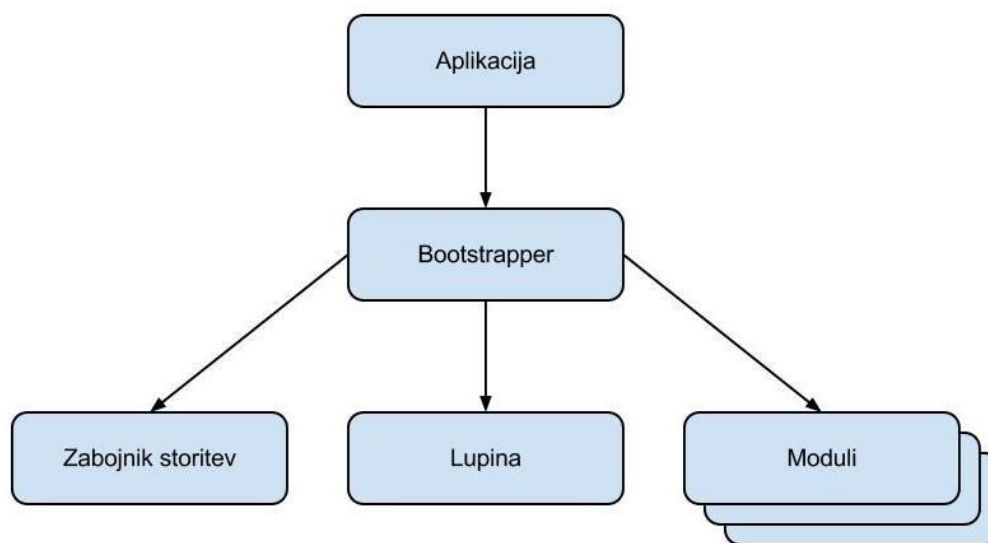 Aplikacija
Bootstrapper
Zabojnik storitev
Lupina
Moduli